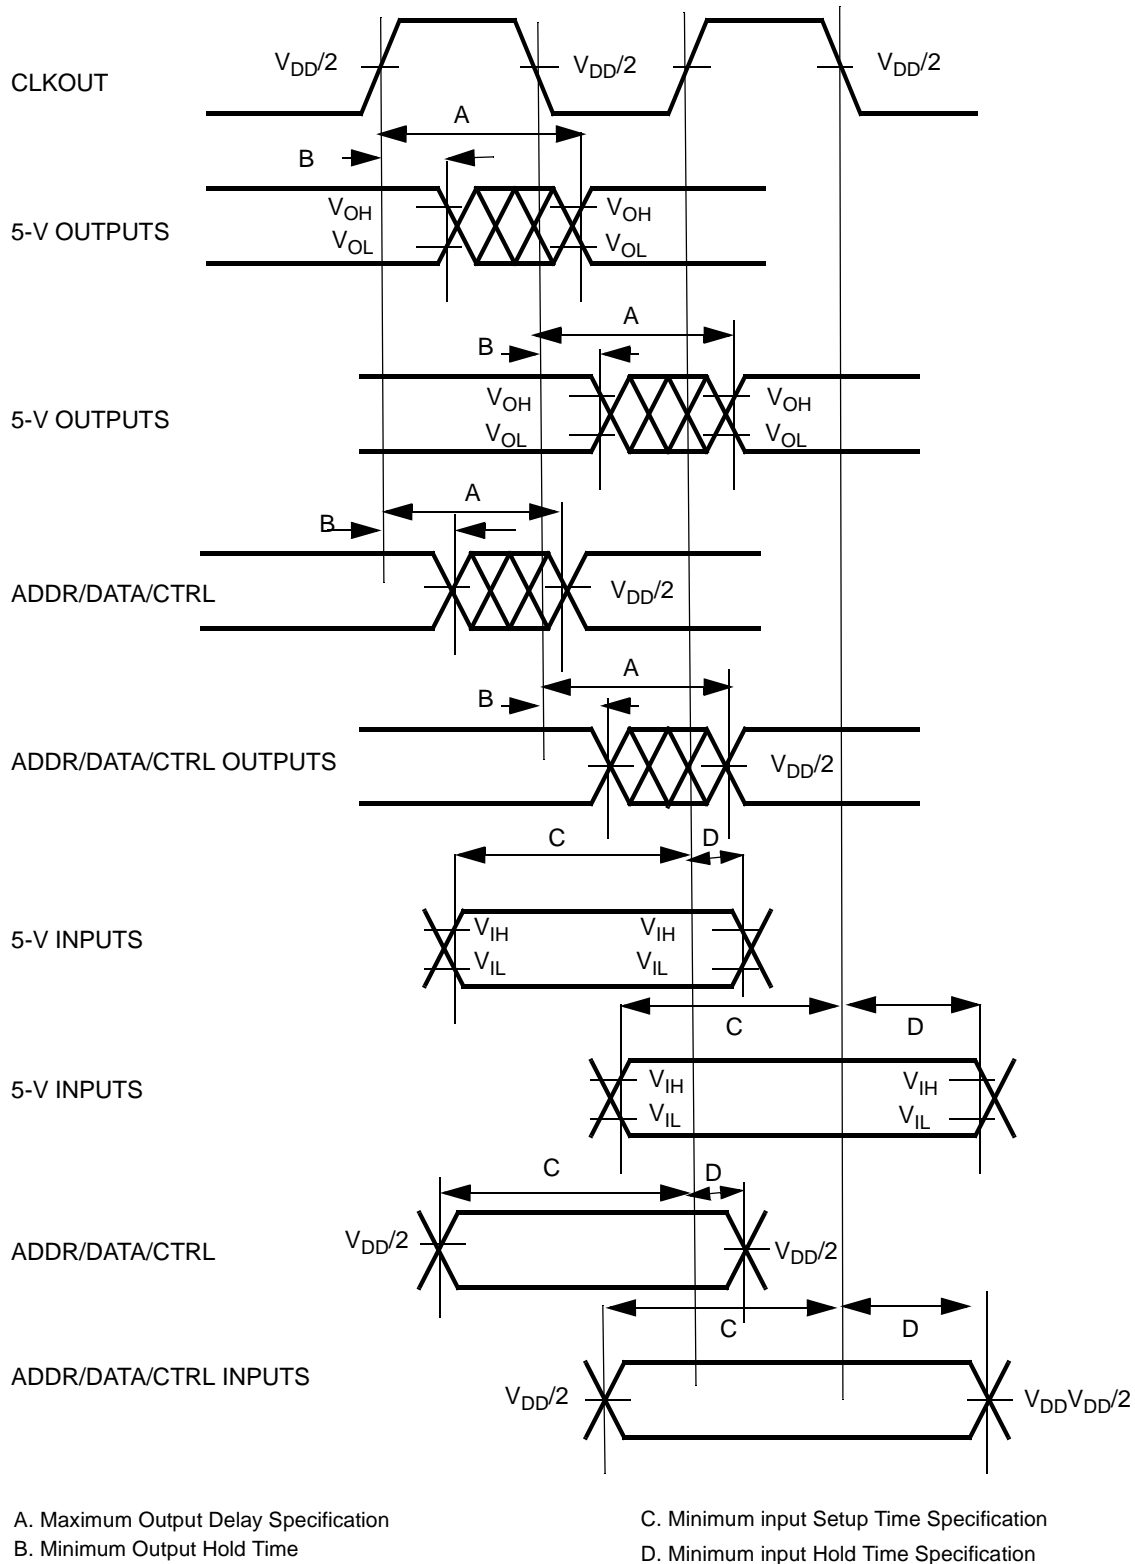 V_DD/2 V_DD/2 V_DD/2
CLKOUT
A
B
5-V OUTPUTS
V_OH V_OH
V_OL V_OL
A
B
5-V OUTPUTS
V_OH V_OH
V_OL V_OL
A
B
ADDR/DATA/CTRL V_DD/2
A
B
ADDR/DATA/CTRL OUTPUTS V_DD/2
C D
5-V INPUTS
V_IH V_IH
V_IL V_IL
C D
5-V INPUTS
V_IH V_IH
V_IL V_IL
C D
ADDR/DATA/CTRL V_DD/2 V_DD/2
C D
ADDR/DATA/CTRL INPUTS
V_DD/2 V_DDV_DD/2
A. Maximum Output Delay Specification
B. Minimum Output Hold Time
C. Minimum input Setup Time Specification
D. Minimum input Hold Time Specification